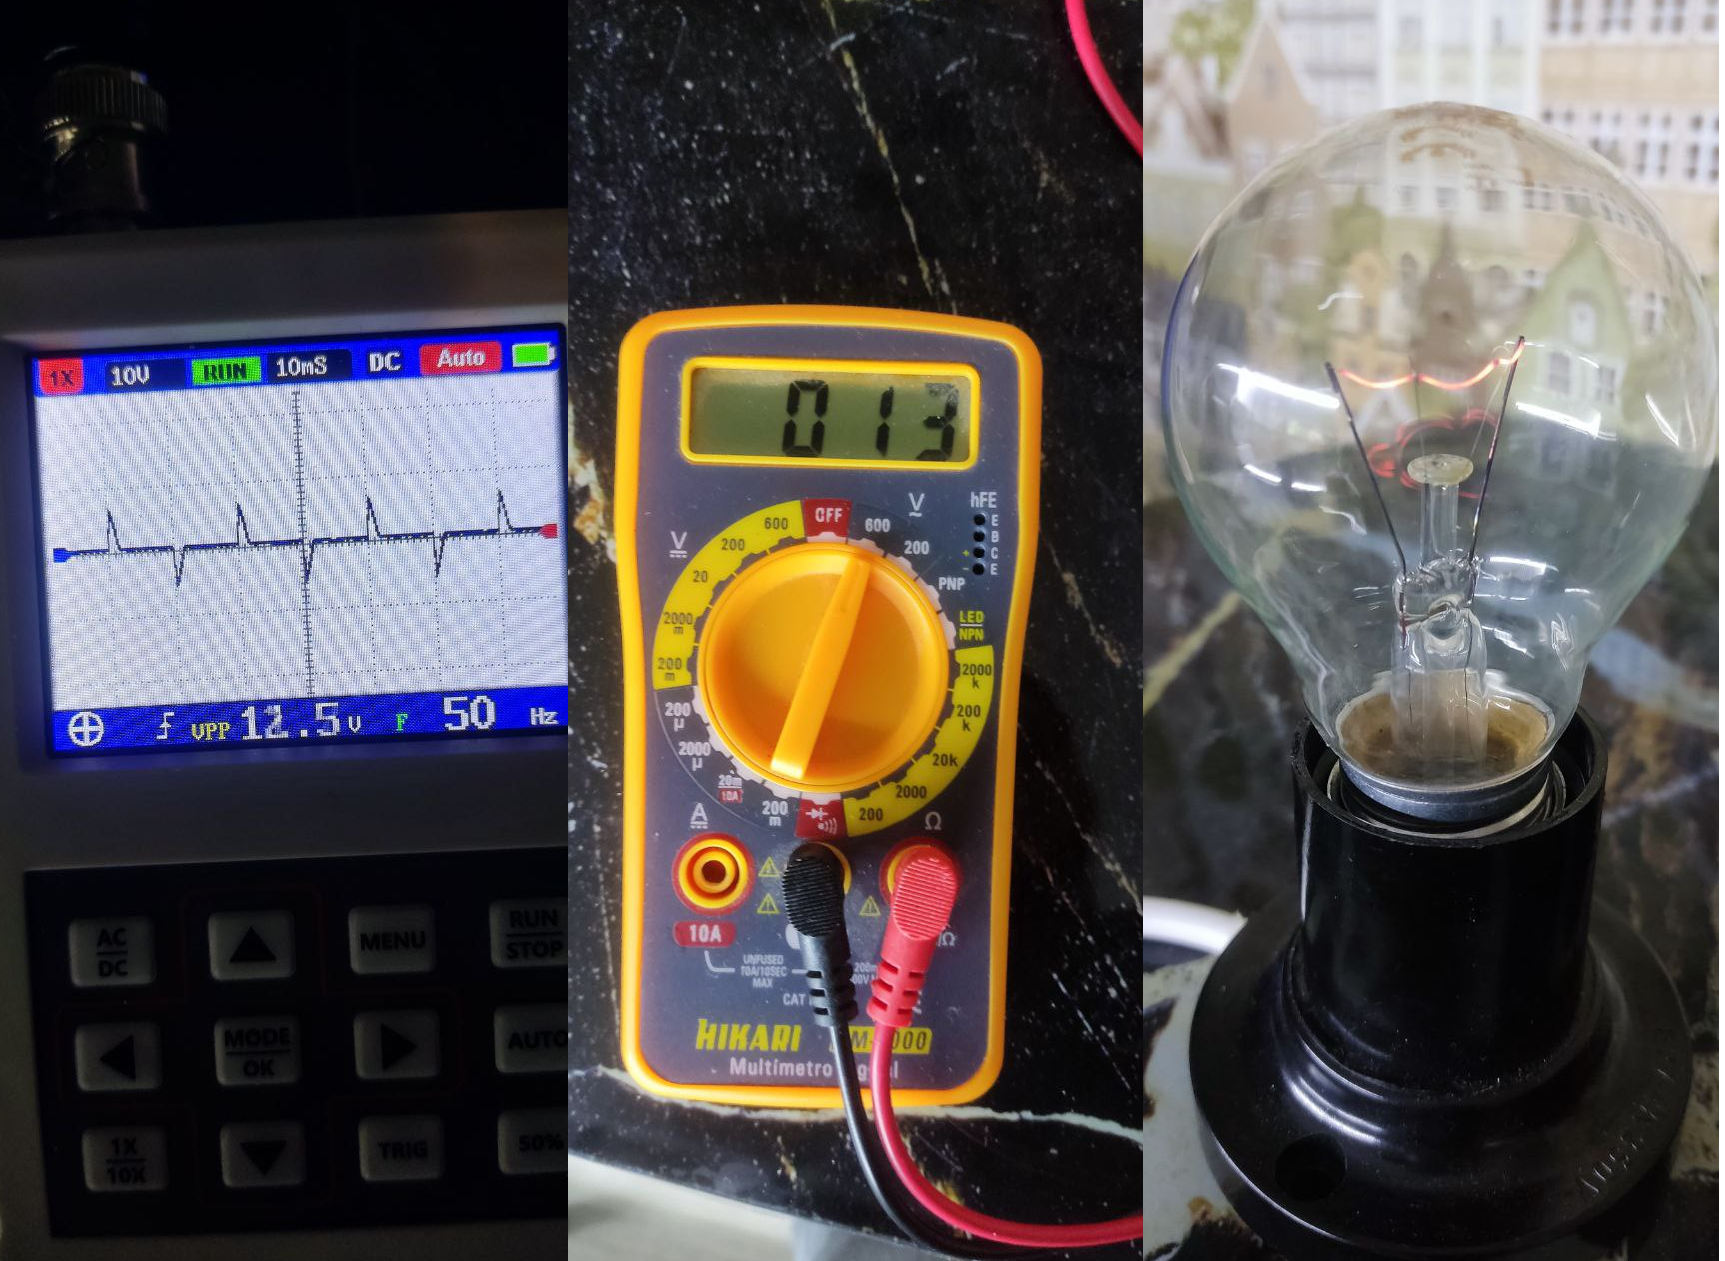 1X 10V RUN 10mS DC Auto
VPP 12.5V F 50 Hz
AC
DC
MENU
RUN
STOP
MODE
OK
AUTO
1X
10X
TRIG
50%
013
OFF
V
600
200
20
2000
m
200
m
200
μ
2000
μ
20m
10A
200
m
A
V
600
200
hFE
E
B
C
E
PNP
LED
NPN
2000
k
200
k
20k
2000
200
Ω
10A
UNFUSED
10A/10SEC
MAX
CAT
HIKARI
Multímetro